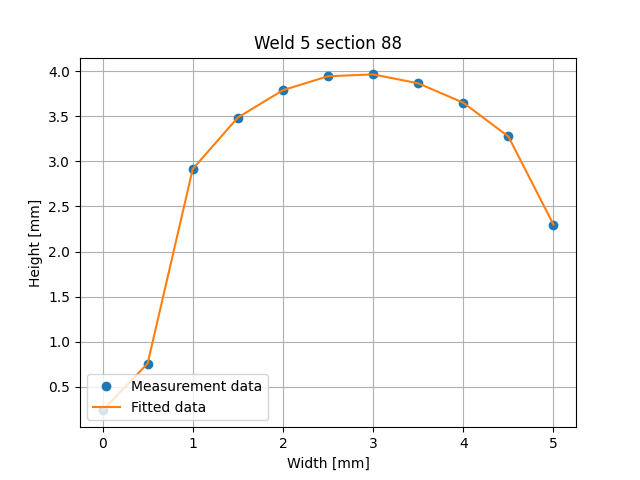 Weld 5 section 88
Height [mm]
4.0
3.5
3.0
2.5
2.0
1.5
1.0
0.5
Measurement data
Fitted data
0 1 2 3 4 5
Width [mm]